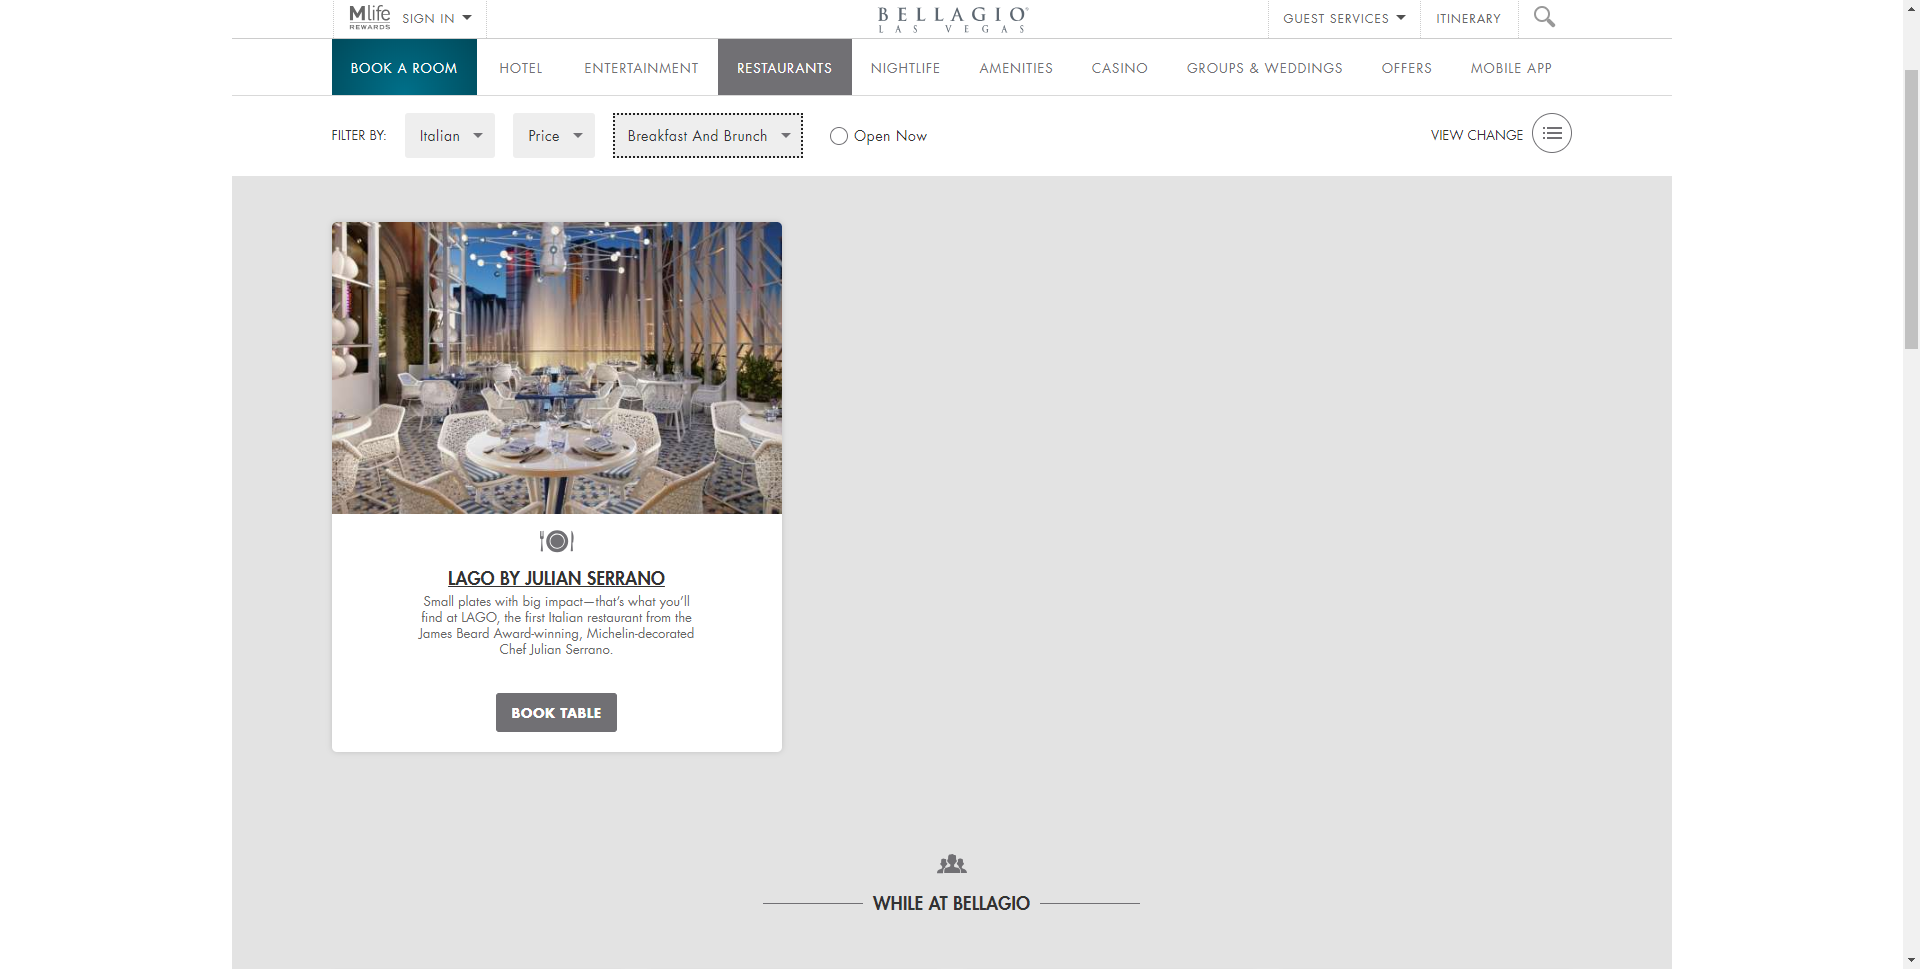 Mlife
REWARDS
SIGN IN
BELLAGIO
LAS VEGAS
GUEST SERVICES
ITINERARY
BOOK A ROOM
HOTEL
ENTERTAINMENT
RESTAURANTS
NIGHTLIFE
AMENITIES
CASINO
GROUPS & WEDDINGS
OFFERS
MOBILE APP
FILTER BY:
Italian
Price
Breakfast And Brunch
Open Now
VIEW CHANGE
LAGO BY JULIAN SERRANO
Small plates with big impact—that's what you'll
find at LAGO, the first Italian restaurant from the
James Beard Award-winning, Michelin-decorated
Chef Julian Serrano.
BOOK TABLE
WHILE AT BELLAGIO